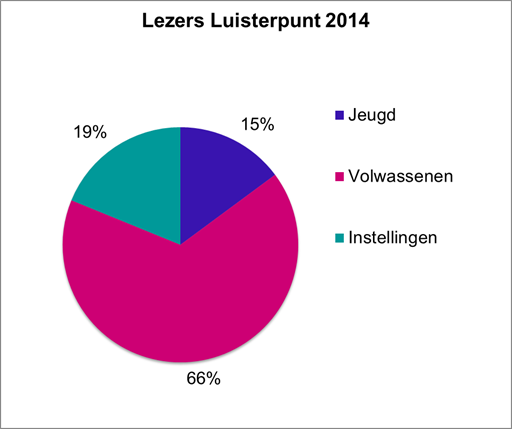 Lezers Luisterpunt 2014
19%
15%
66%
Jeugd
Volwassenen
Instellingen